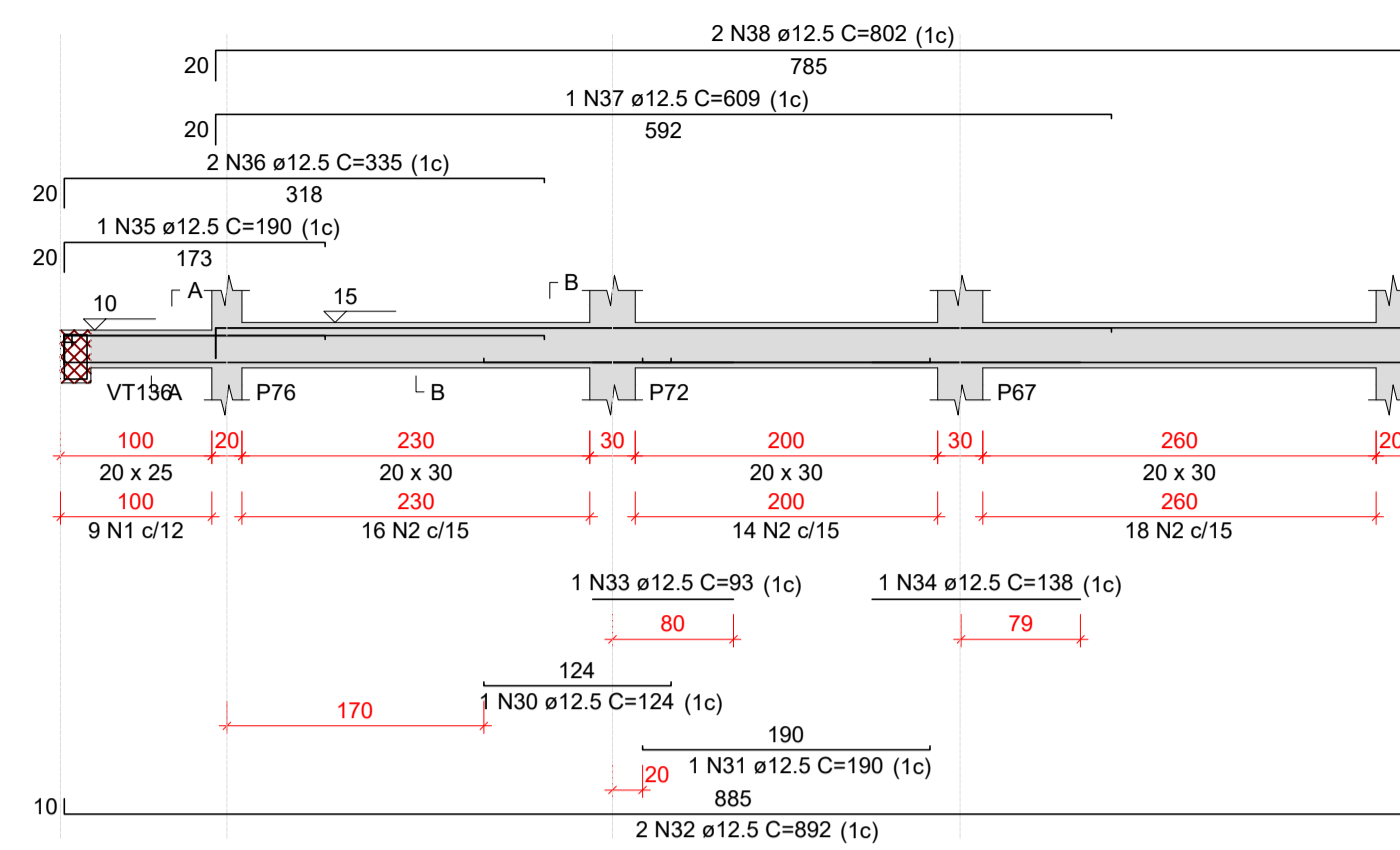 2 N38 ø12.5 C=802 (1c)
20 785
1 N37 ø12.5 C=609 (1c)
20 592
2 N36 ø12.5 C=335 (1c)
20 318
1 N35 ø12.5 C=190 (1c)
20 173
A B
10 15
VT136 A P76 B P72 P67
100 20 230 30 200 30 260 20
20 x 25 20 x 30 20 x 30 20 x 30
100 230 200 260
9 N1 c/12 16 N2 c/15 14 N2 c/15 18 N2 c/15
1 N33 ø12.5 C=93 (1c) 1 N34 ø12.5 C=138 (1c)
80 79
124
1 N30 ø12.5 C=124 (1c)
170
190
1 N31 ø12.5 C=190 (1c)
20
10 885
2 N32 ø12.5 C=892 (1c)